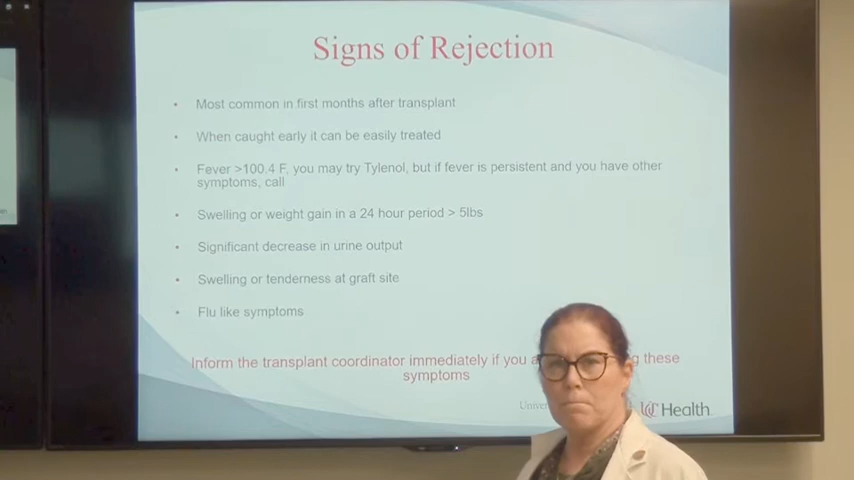 Signs of Rejection
• Most common in first months after transplant
• When caught early it can be easily treated
• Fever >100.4 F, you may try Tylenol, but if fever is persistent and you have other
symptoms, call
• Swelling or weight gain in a 24 hour period > 5lbs
• Significant decrease in urine output
• Swelling or tenderness at graft site
• Flu like symptoms
Inform the transplant coordinator immediately if you these
symptoms
UC Health